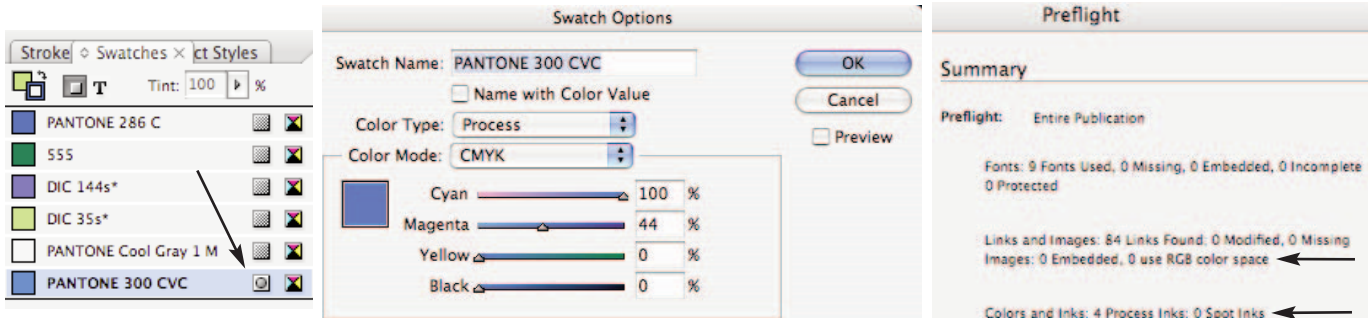 Stroke Swatches × ct Styles
T Tint: 100 %
PANTONE 286 C
555
DIC 144s*
DIC 35s*
PANTONE Cool Gray 1 M
PANTONE 300 CVC
Swatch Options
Swatch Name: PANTONE 300 CVC
Name with Color Value
Color Type: Process
Color Mode: CMYK
Cyan 100 %
Magenta 44 %
Yellow 0 %
Black 0 %
OK
Cancel
Preview
Preflight
Summary
Preflight: Entire Publication
Fonts: 9 Fonts Used, 0 Missing, 0 Embedded, 0 Incomplete
0 Protected
Links and Images: 84 Links Found; 0 Modified, 0 Missing
Images: 0 Embedded, 0 use RGB color space
Colors and Inks: 4 Process Inks; 0 Spot Inks